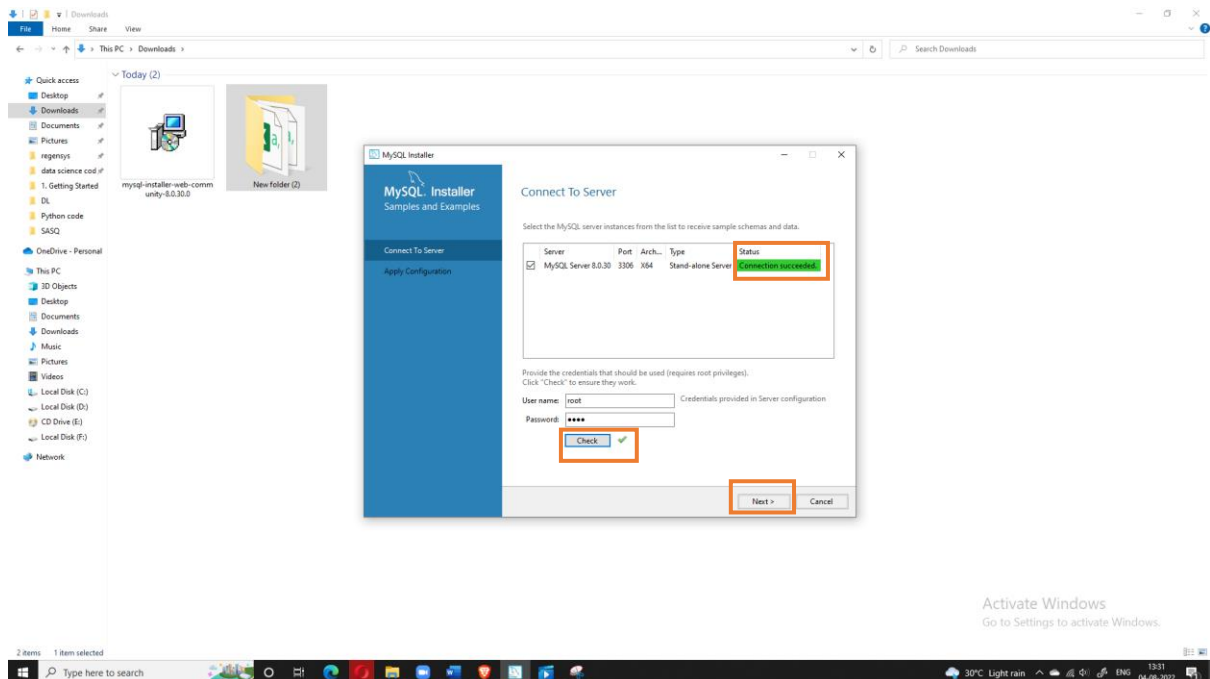 Downloads
File Home Share View
This PC › Downloads ›
Search Downloads
Quick access
Desktop
Downloads
Documents
Pictures
regensys
data science cod
1. Getting Started
DL
Python code
SASQ
OneDrive - Personal
This PC
3D Objects
Desktop
Documents
Downloads
Music
Pictures
Videos
Local Disk (C:)
Local Disk (D:)
CD Drive (E:)
Local Disk (F:)
Network
Today (2)
mysql-installer-web-comm
unity-8.0.30.0
New folder (2)
MySQL Installer
MySQL. Installer
Samples and Examples
Connect To Server
Apply Configuration
Connect To Server
Select the MySQL server instances from the list to receive sample schemas and data.
Server Port Arch... Type Status
MySQL Server 8.0.30 3306 X64 Stand-alone Server Connection succeeded.
Provide the credentials that should be used (requires root privileges).
Click "Check" to ensure they work.
User name: root Credentials provided in Server configuration
Password: ••••
Check
Next > Cancel
Activate Windows
Go to Settings to activate Windows.
2 items 1 item selected
Type here to search
30°C Light rain ENG 13:31
04-08-2022